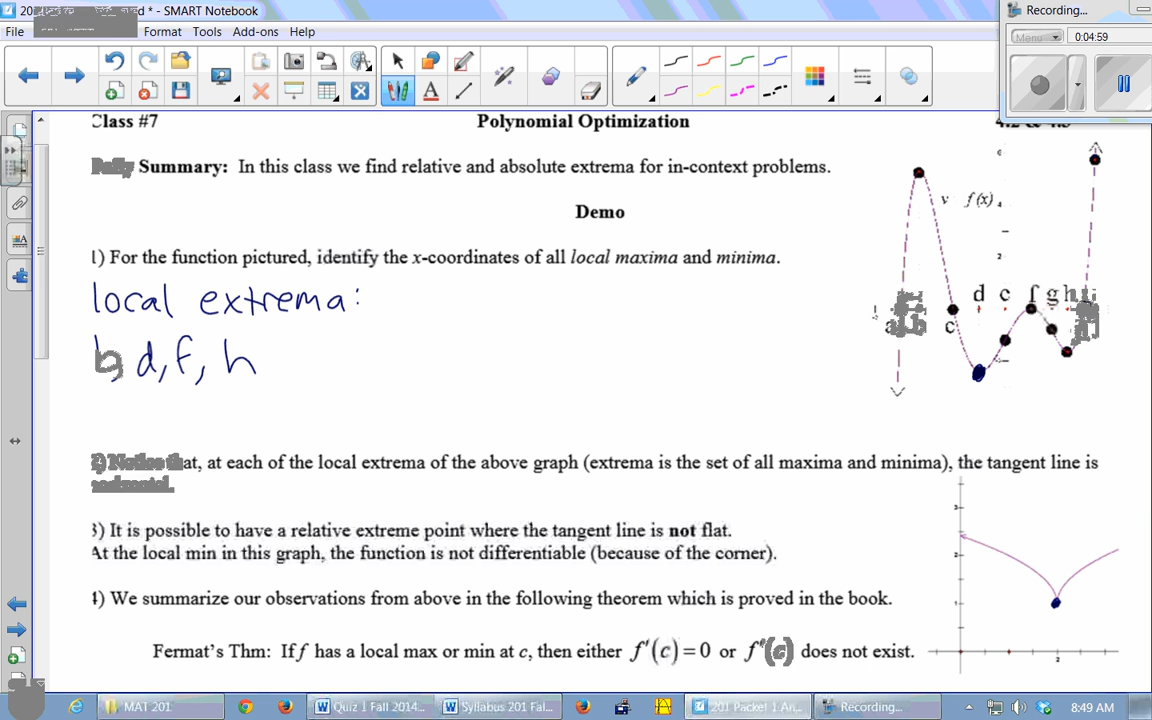 * - SMART Notebook
Recording...
File Format Tools Add-ons Help
Menu 0:04:59
Class #7 Polynomial Optimization
Summary: In this class we find relative and absolute extrema for in-context problems.
Demo
1) For the function pictured, identify the x-coordinates of all local maxima and minima.
local extrema:
b, d, f, h
f(x)
4
2
d e f g h
c
at, at each of the local extrema of the above graph (extrema is the set of all maxima and minima), the tangent line is
horizontal.
3) It is possible to have a relative extreme point where the tangent line is not flat.
At the local min in this graph, the function is not differentiable (because of the corner).
4) We summarize our observations from above in the following theorem which is proved in the book.
Fermat's Thm: If f has a local max or min at c, then either f'(c) = 0 or f'(c) does not exist.
3
2
1
2
MAT 201 Quiz 1 Fall 2014... Syllabus 201 Fal... 201 Packet 1 An... Recording... 8:49 AM